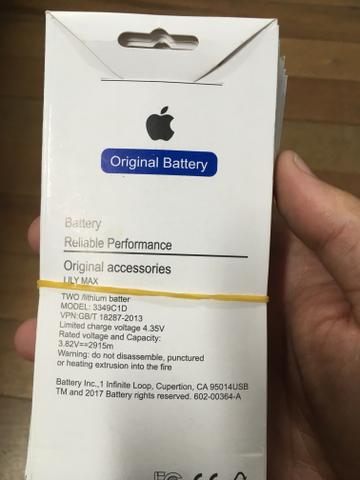 Original Battery
Battery
Reliable Performance
Original accessories
LILY MAX
TWO /lithium batter
MODEL: 3349C1D
VPN:GB/T 18287-2013
Limited charge voltage 4.35V
Rated voltage and Capacity:
3.82V==2915m
Warning: do not disassemble, punctured
or heating extrusion into the fire
Battery Inc.,1 Infinite Loop, Cupertion, CA 95014USB
TM and 2017 Battery rights reserved. 602-00364-A